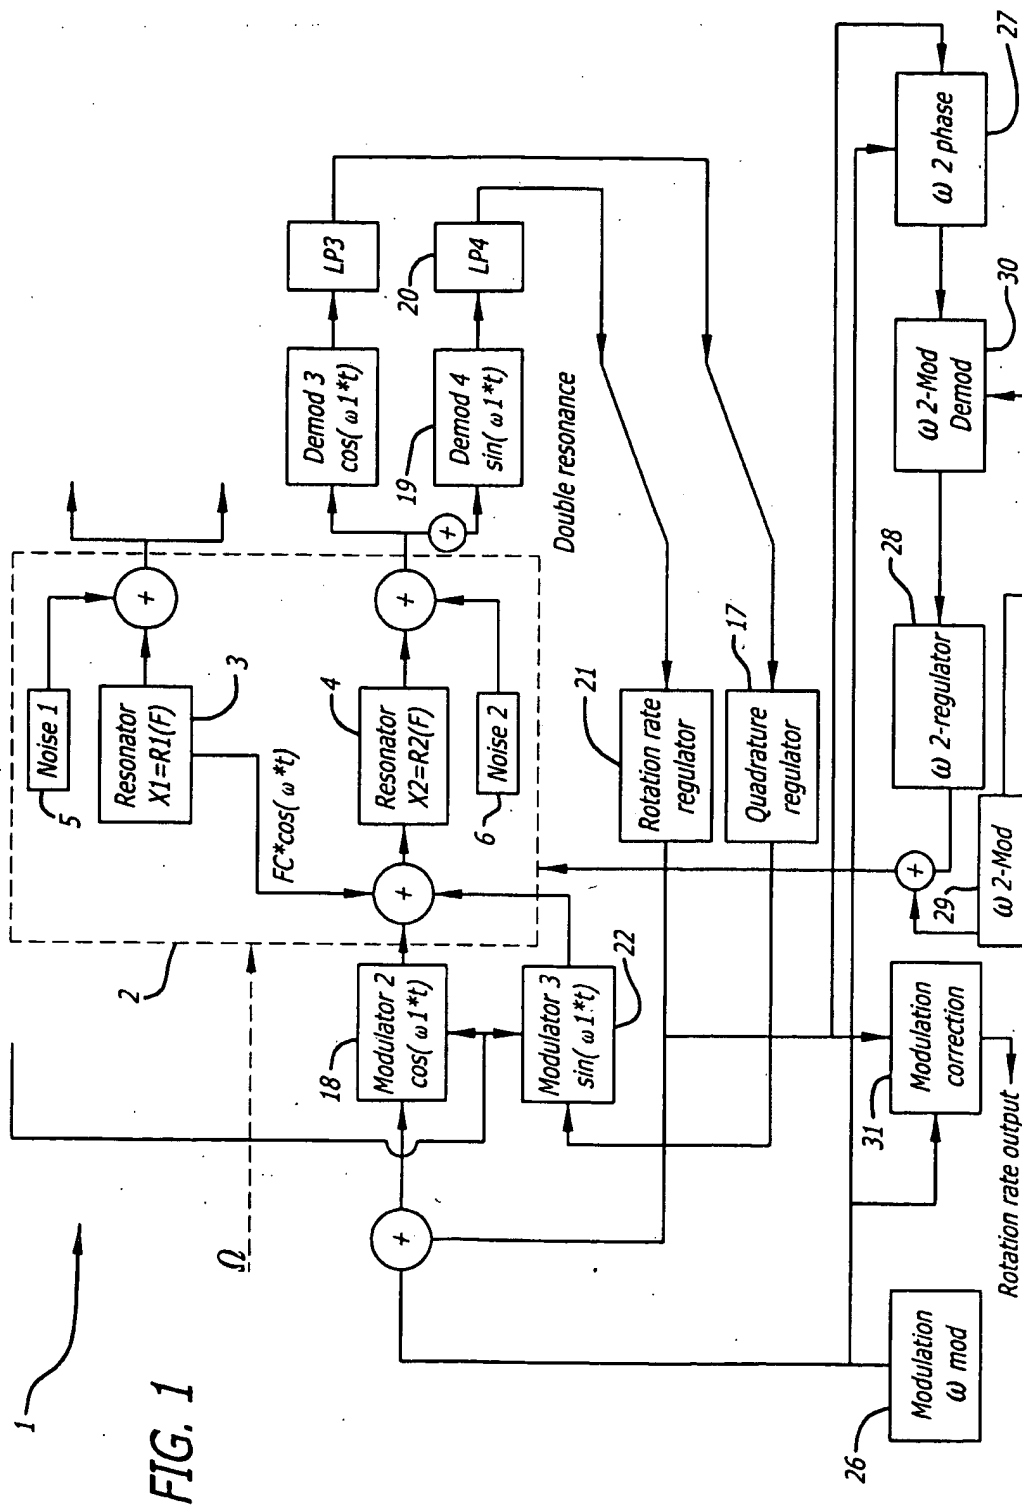 FIG. 1
1
2
Ω
Noise 1
5
Resonator
X1=R1(F)
3
+
FC*cos(ω*t)
+
Resonator
X2=R2(F)
4
+
Noise 2
6
+
Modulator 2
cos(ω1*t)
18
Modulator 3
sin(ω1*t)
22
+
Demod 3
cos(ω1*t)
LP3
Demod 4
sin(ω1*t)
19
LP4
20
Double resonance
Rotation rate
regulator
21
Quadrature
regulator
17
Modulation
ω mod
26
Modulation
correction
31
Rotation rate output
ω 2-Mod
29
+
ω 2-regulator
28
ω 2-Mod
Demod
30
ω 2 phase
27